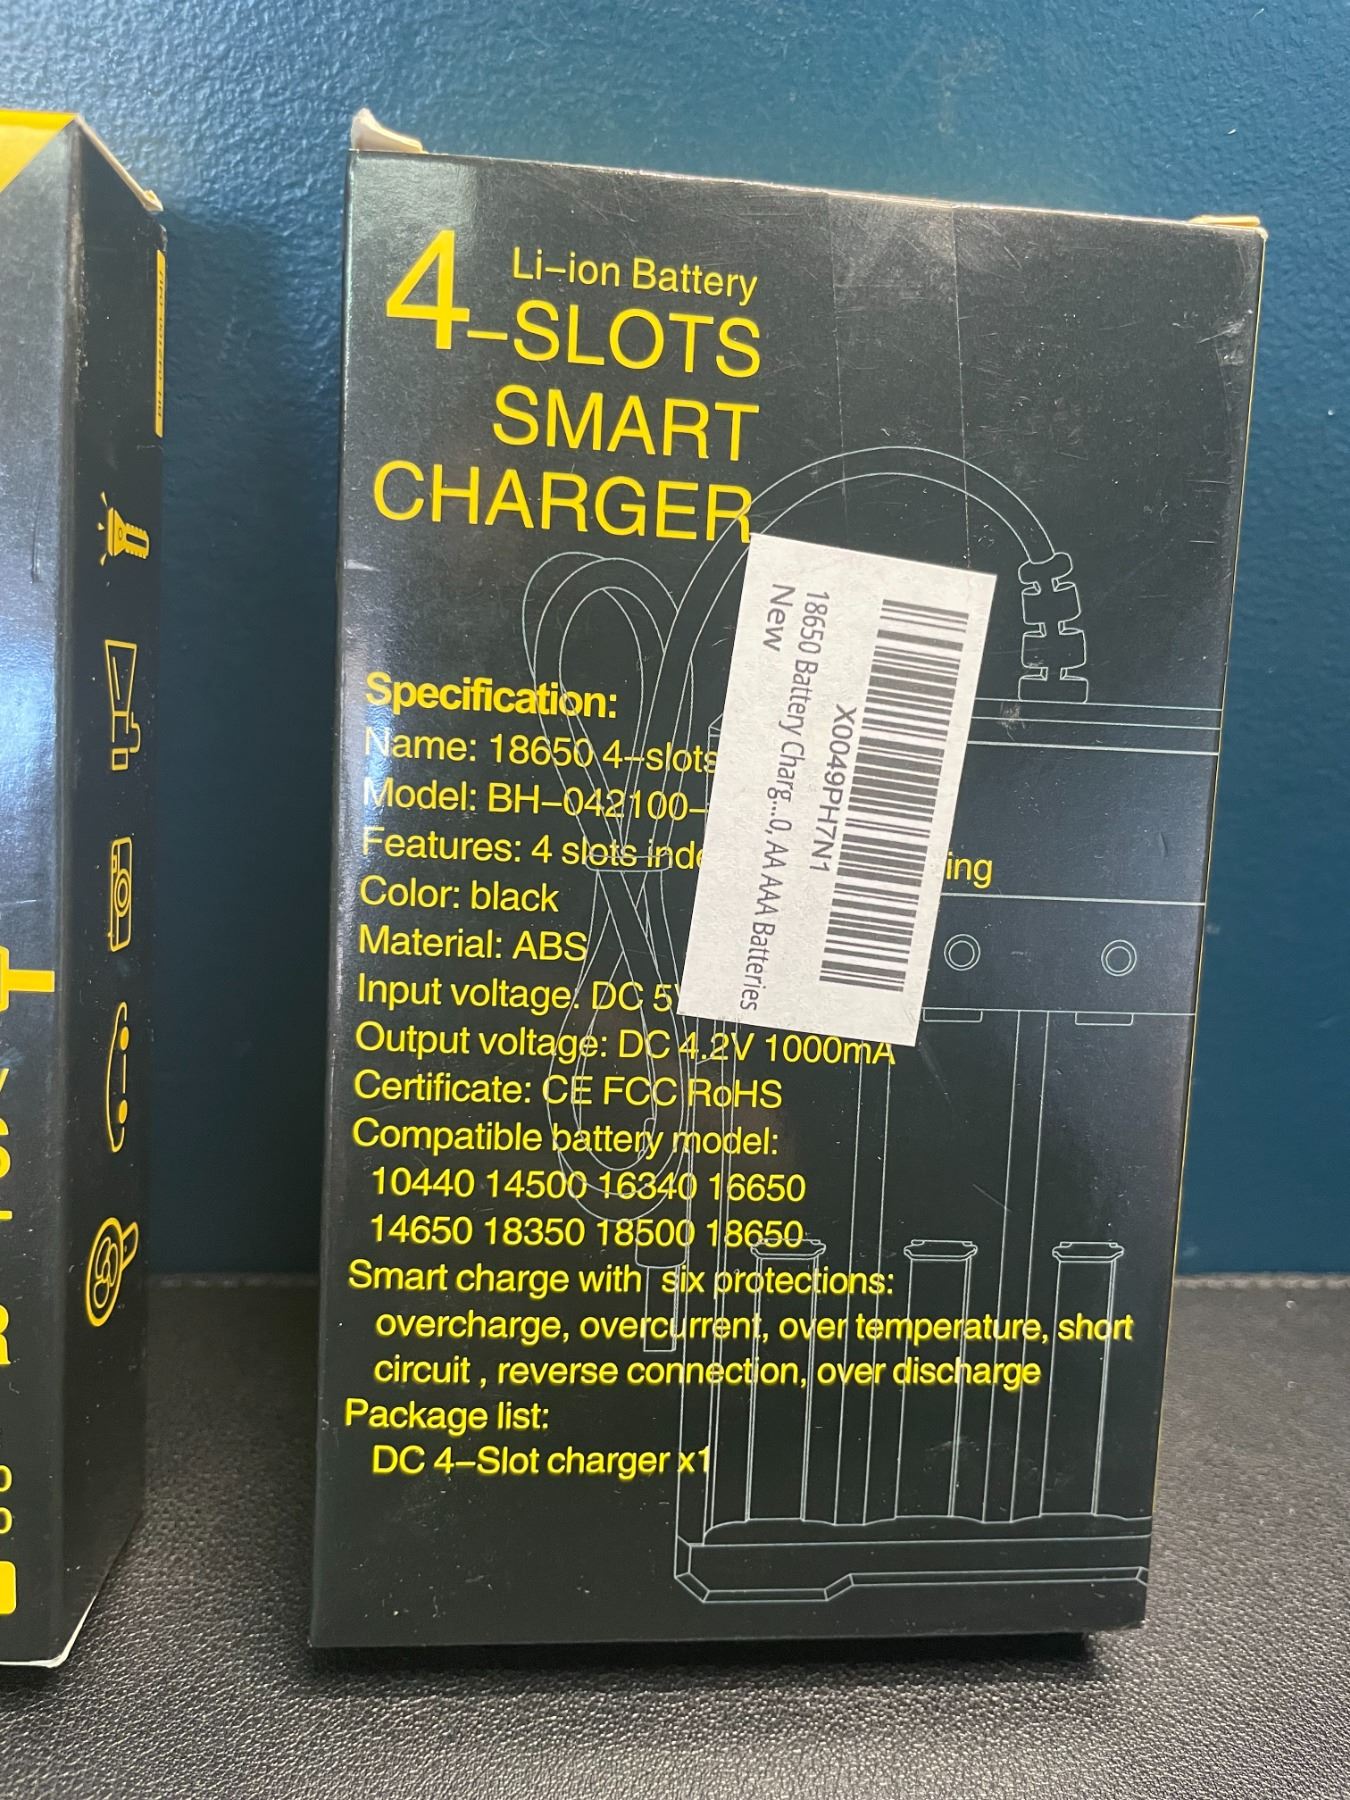 Li-ion Battery
4-SLOTS
SMART
CHARGER
Specification:
Name: 18650 4-slots
Model: BH-042100-
Features: 4 slots inde ing
Color: black
Material: ABS
Input voltage: DC 5V
Output voltage: DC 4.2V 1000mA
Certificate: CE FCC RoHS
Compatible battery model:
10440 14500 16340 16650
14650 18350 18500 18650
Smart charge with six protections:
overcharge, overcurrent, over temperature, short
circuit , reverse connection, over discharge
Package list:
DC 4-Slot charger x1
X0049PH7N1
18650 Battery Charg...0, AA AAA Batteries
New